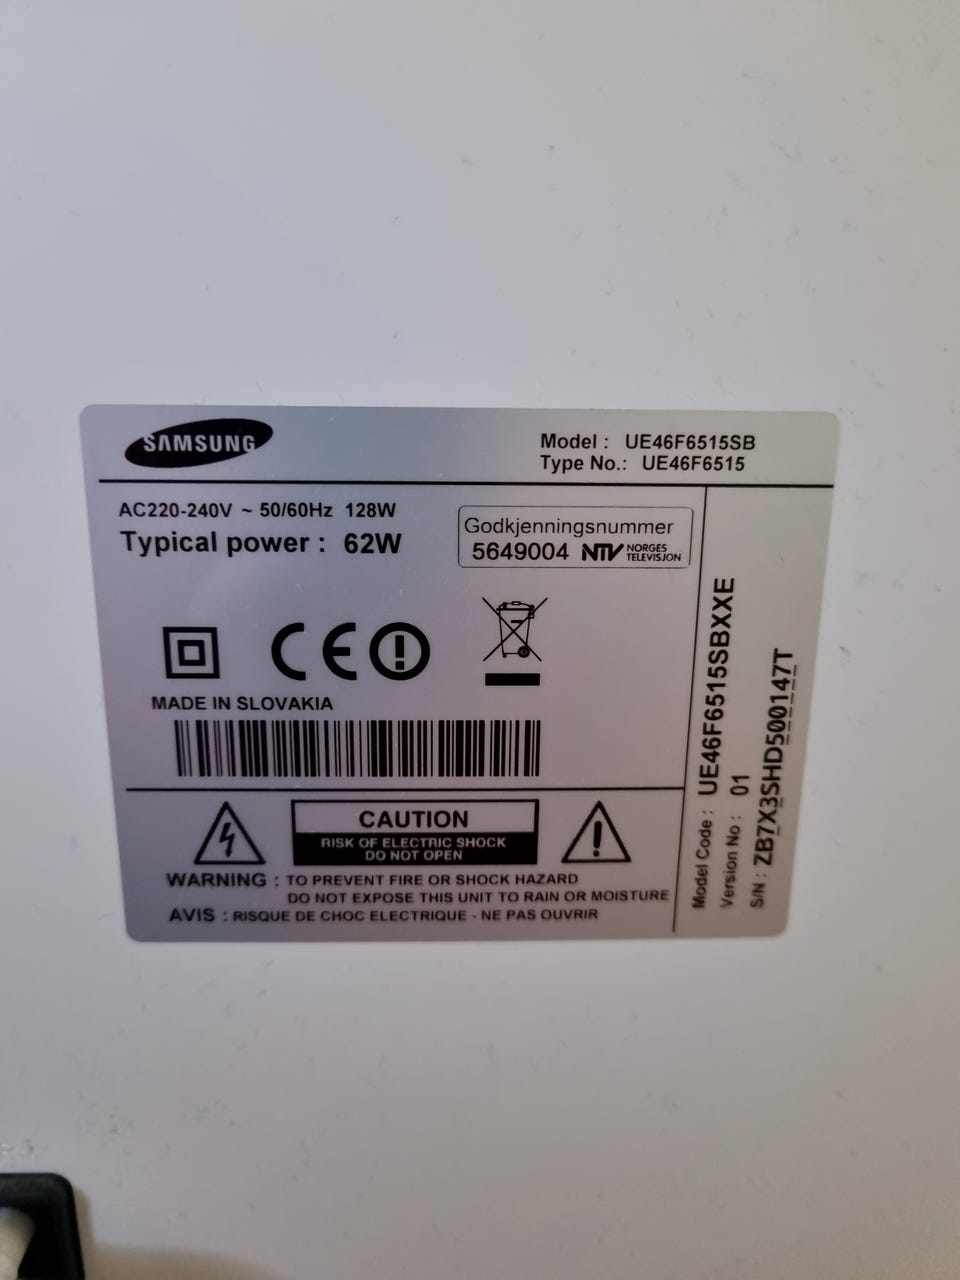 SAMSUNG
Model : UE46F6515SB
Type No.: UE46F6515
AC220-240V ~ 50/60Hz 128W
Typical power : 62W
Godkjenningsnummer
5649004 NTV NORGES TELEVISJON
CE
MADE IN SLOVAKIA
CAUTION
RISK OF ELECTRIC SHOCK
DO NOT OPEN
WARNING : TO PREVENT FIRE OR SHOCK HAZARD
DO NOT EXPOSE THIS UNIT TO RAIN OR MOISTURE
AVIS : RISQUE DE CHOC ELECTRIQUE - NE PAS OUVRIR
Model Code : UE46F6515SBXXE
Version No : 01
S/N : ZB7X3SHD500147T